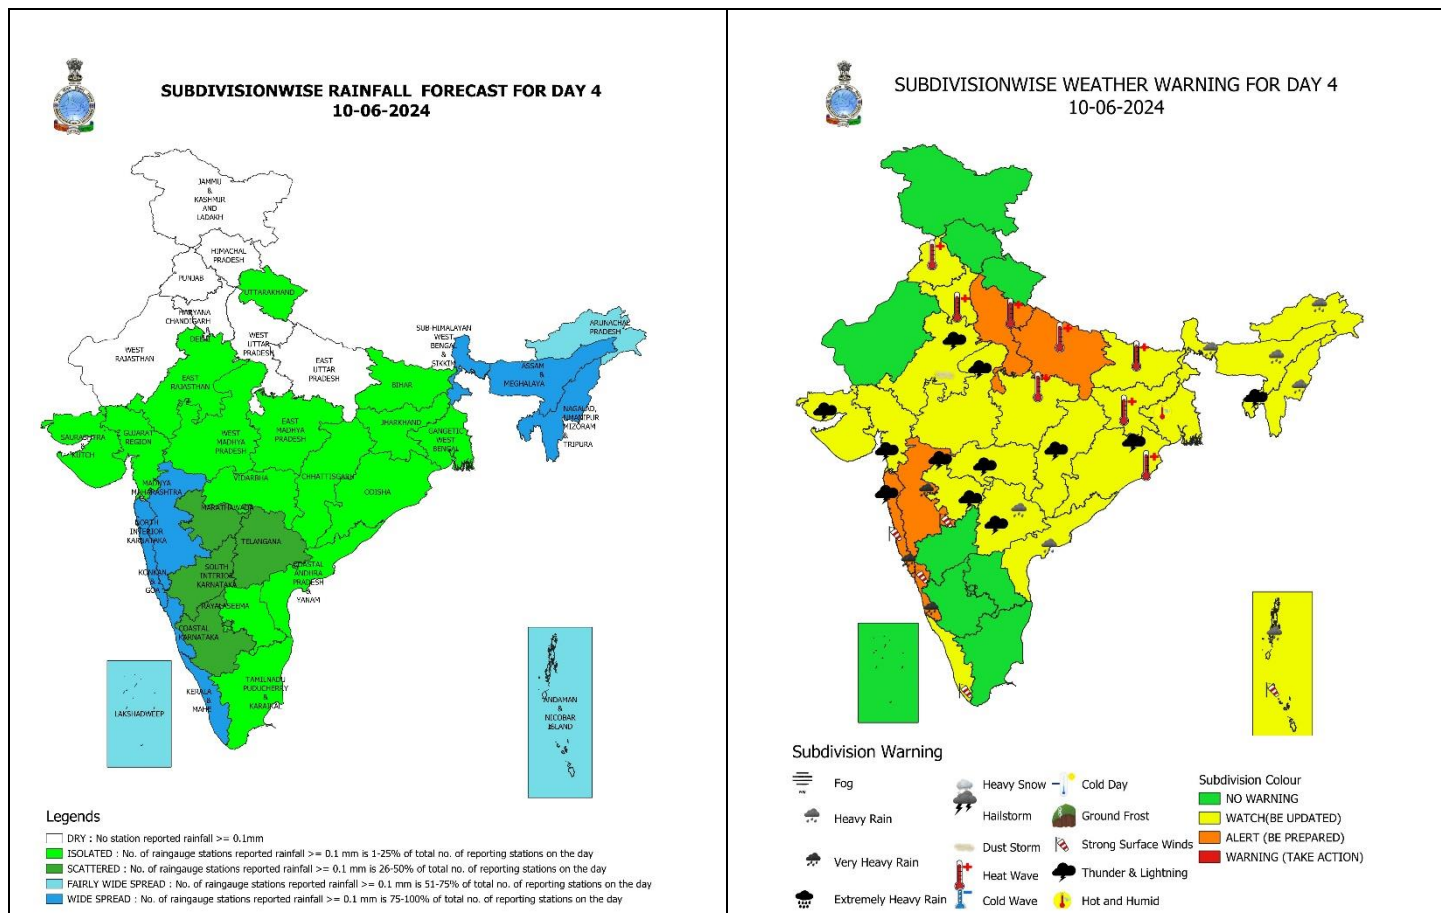 SUBDIVISIONWISE RAINFALL FORECAST FOR DAY 4
10-06-2024
JAMMU
&
KASHMIR
AND
LADAKH
HIMACHAL
PRADESH
PUNJAB
UTTARAKHAND
HARYANA
CHANDIGARH &
DELHI
WEST
UTTAR
PRADESH
WEST
RAJASTHAN
EAST
UTTAR
PRADESH
SUB-HIMALAYAN
WEST
BENGAL &
SIKKIM
ARUNACHAL
PRADESH
ASSAM
&
MEGHALAYA
EAST
RAJASTHAN
BIHAR
NAGALAD,
MANIPUR
MIZORAM
&
TRIPURA
SAURASHTRA
&
KUTCH
GUJARAT
REGION
WEST
MADHYA
PRADESH
EAST
MADHYA
PRADESH
JHARKHAND
GANGETIC
WEST
BENGAL
MADHYA
MAHARASHTRA
VIDARBHA
CHHATTISGARH
ODISHA
MARATHAWADA
NORTH
INTERIOR
KARNATAKA
TELANGANA
KONKAN
&
GOA
SOUTH
INTERIOR
KARNATAKA
COASTAL
ANDHRA
PRADESH
&
YANAM
RAYALASEEMA
COASTAL
KARNATAKA
TAMILNADU
PUDUCHERRY
&
KARAIKAL
KERALA
&
MAHE
LAKSHADWEEP
ANDAMAN
&
NICOBAR
ISLAND
Legends
DRY : No station reported rainfall >= 0.1mm
ISOLATED : No. of raingauge stations reported rainfall >= 0.1 mm is 1-25% of total no. of reporting stations on the day
SCATTERED : No. of raingauge stations reported rainfall >= 0.1 mm is 26-50% of total no. of reporting stations on the day
FAIRLY WIDE SPREAD : No. of raingauge stations reported rainfall >= 0.1 mm is 51-75% of total no. of reporting stations on the day
WIDE SPREAD : No. of raingauge stations reported rainfall >= 0.1 mm is 75-100% of total no. of reporting stations on the day
SUBDIVISIONWISE WEATHER WARNING FOR DAY 4
10-06-2024
Subdivision Warning
Fog
Heavy Rain
Very Heavy Rain
Extremely Heavy Rain
Heavy Snow
Hailstorm
Dust Storm
Heat Wave
Cold Wave
Cold Day
Ground Frost
Strong Surface Winds
Thunder & Lightning
Hot and Humid
Subdivision Colour
NO WARNING
WATCH(BE UPDATED)
ALERT (BE PREPARED)
WARNING (TAKE ACTION)